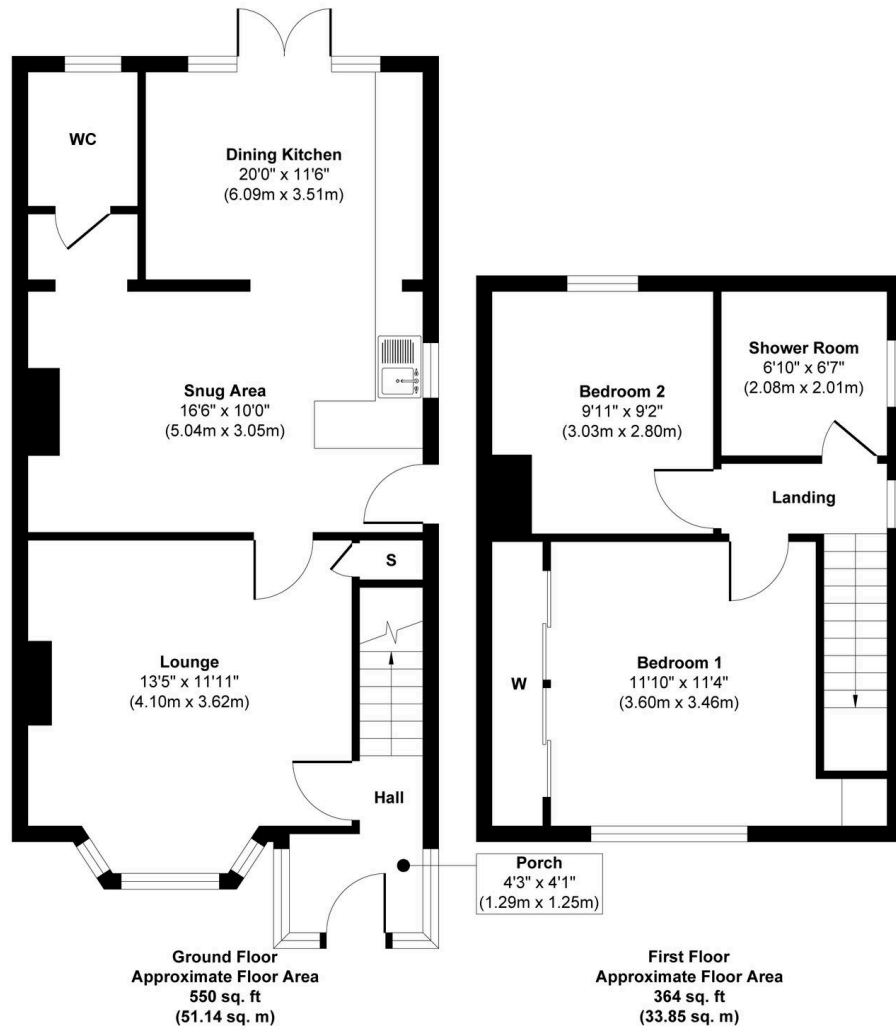 WC
Dining Kitchen
20'0" x 11'6"
(6.09m x 3.51m)
Snug Area
16'6" x 10'0"
(5.04m x 3.05m)
S
Lounge
13'5" x 11'11"
(4.10m x 3.62m)
Hall
Porch
4'3" x 4'1"
(1.29m x 1.25m)
Ground Floor
Approximate Floor Area
550 sq. ft
(51.14 sq. m)
Shower Room
6'10" x 6'7"
(2.08m x 2.01m)
Bedroom 2
9'11" x 9'2"
(3.03m x 2.80m)
Landing
W
Bedroom 1
11'10" x 11'4"
(3.60m x 3.46m)
First Floor
Approximate Floor Area
364 sq. ft
(33.85 sq. m)